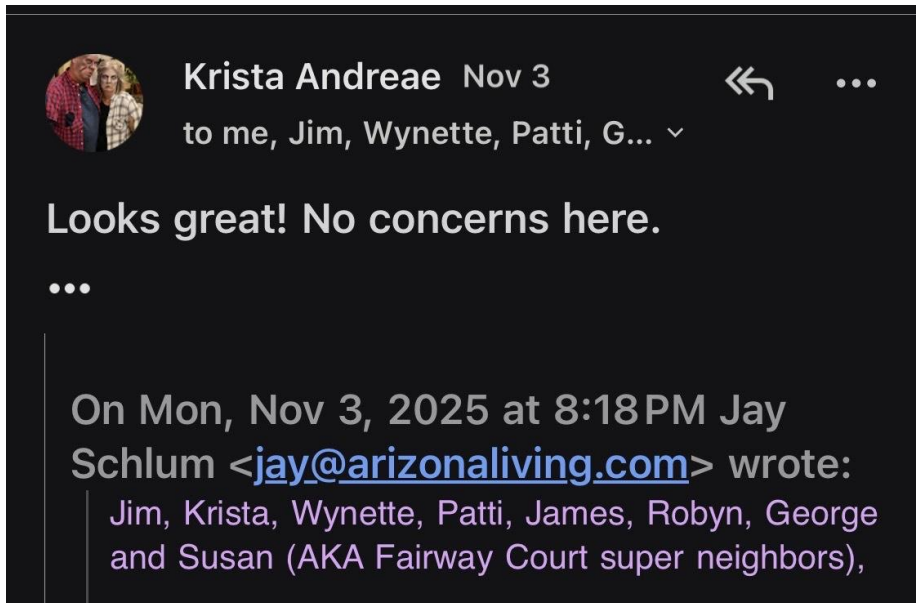 Krista Andreae Nov 3
to me, Jim, Wynette, Patti, G...
Looks great! No concerns here.
•••
On Mon, Nov 3, 2025 at 8:18 PM Jay
Schlum <jay@arizonaliving.com> wrote:
Jim, Krista, Wynette, Patti, James, Robyn, George
and Susan (AKA Fairway Court super neighbors),